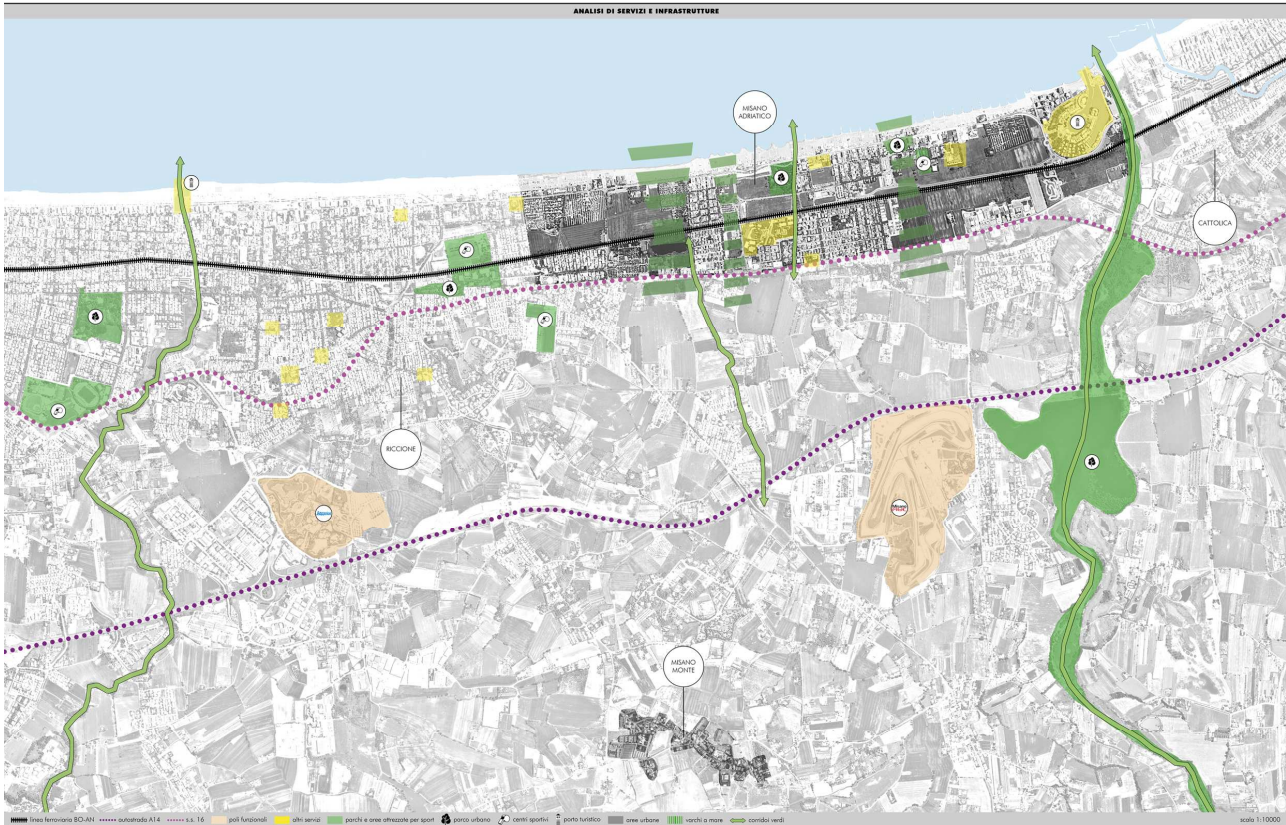 ANALISI DI SERVIZI E INFRASTRUTTURE
MISANO
ADRIATICO
CATTOLICA
RICCIONE
MISANO
MONTE
linea ferroviaria BO-AN
autostrada A14
s.s. 16
poli funzionali
altri servizi
parchi e aree attrezzate per sport
parco urbano
centri sportivi
porto turistico
aree urbane
varchi a mare
corridoi verdi
scala 1:10000